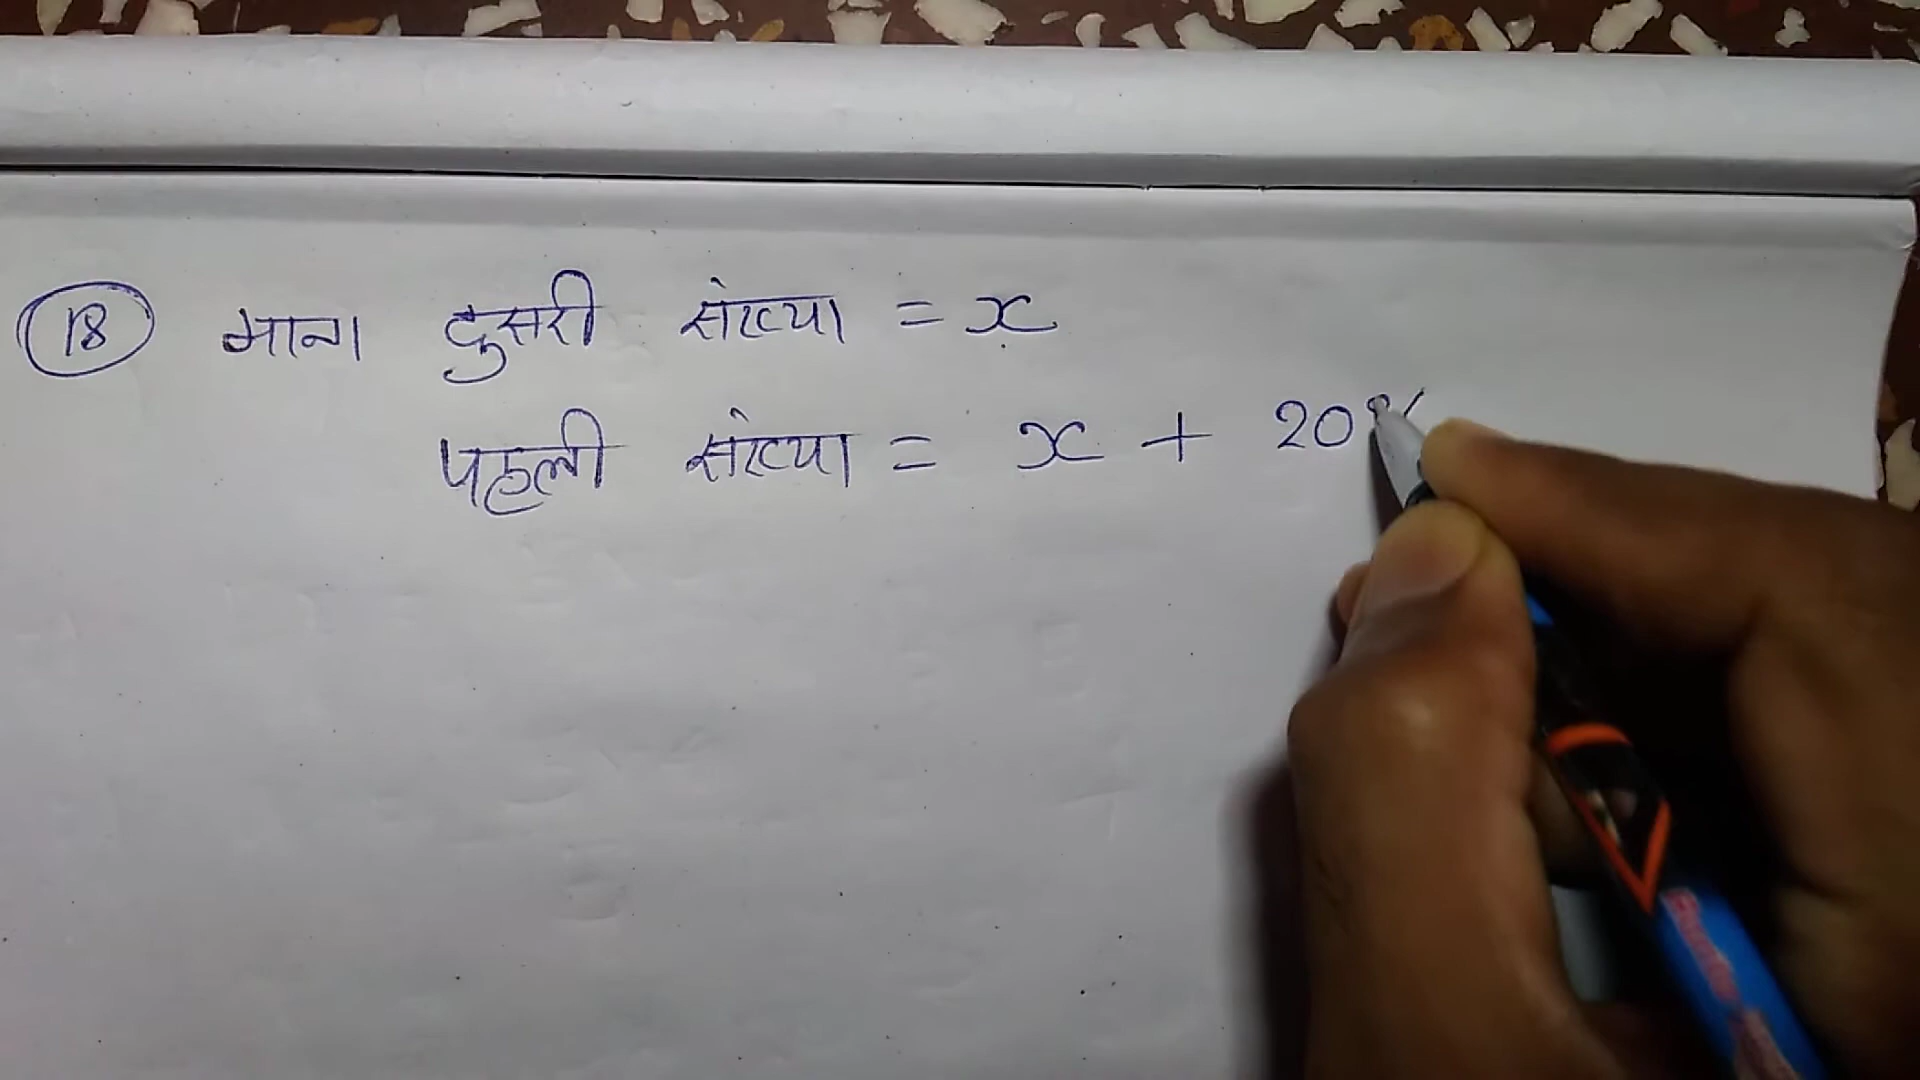 18 माना दुसरी संख्या = x
पहली संख्या = x + 20%